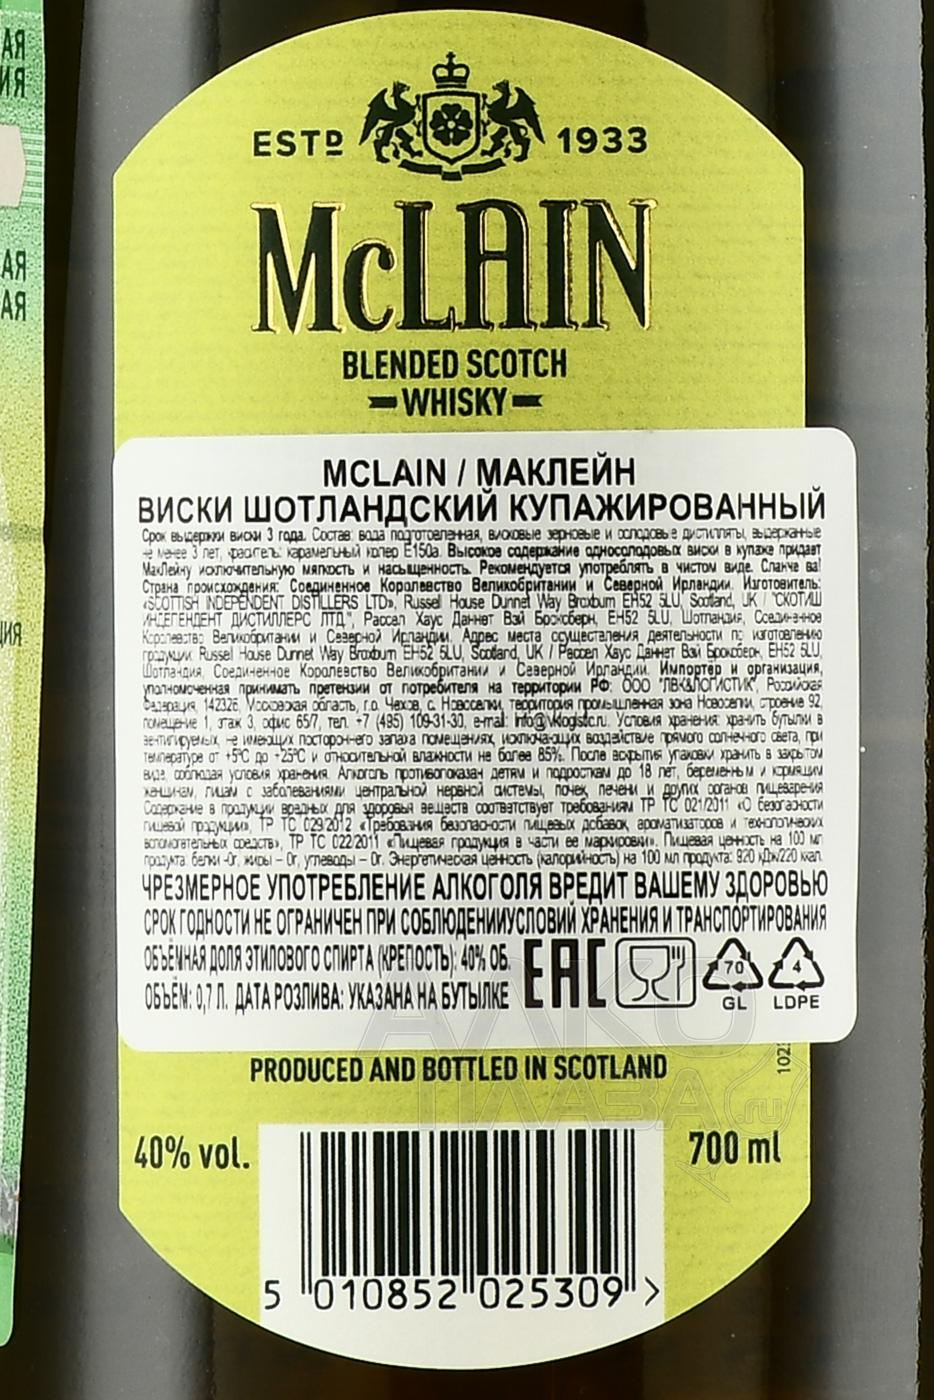 АЯ
ИЯ
АЯ
АЯ
ЦИЯ
ESTD 1933
McLAIN
BLENDED SCOTCH
WHISKY
MCLAIN / МАКЛЕЙН
ВИСКИ ШОТЛАНДСКИЙ КУПАЖИРОВАННЫЙ
Срок выдержки виски 3 года. Состав: вода подготовленная, висковые зерновые и солодовые дистилляты, выдержанные
не менее 3 лет, краситель: карамельный колер Е150а. Высокое содержание односолодовых виски в купаже придает
МакЛейну исключительную мягкость и насыщенность. Рекомендуется употреблять в чистом виде. Сланче ва!
Страна происхождения: Соединенное Королевство Великобритании и Северной Ирландии. Изготовитель:
«SCOTTISH INDEPENDENT DISTILLERS LTD», Russel House Dunnet Way Broxburn EH52 5LU, Scotland, UK / "СКОТИШ
ИНДЕПЕНДЕНТ ДИСТИЛЛЕРС ЛТД", Рассел Хаус Даннет Вэй Броксберн, EH52 5LU, Шотландия, Соединенное
Королевство Великобритании и Северной Ирландии. Адрес места осуществления деятельности по изготовлению
продукции: Russel House Dunnet Way Broxburn EH52 5LU, Scotland, UK / Рассел Хаус Даннет Вэй Броксберн, EH52 5LU,
Шотландия, Соединенное Королевство Великобритании и Северной Ирландии. Импортёр и организация,
уполномоченная принимать претензии от потребителя на территории РФ: ООО "ЛВК&ЛОГИСТИК", Российская
Федерация, 142326, Московская область, г.о. Чехов, с. Новоселки, территория промышленная зона Новоселки, строение 92,
помещение 1, этаж 3, офис 65/7, тел. +7 (495) 109-31-30, e-mail: info@lvklogistic.ru. Условия хранения: хранить бутылки в
вентилируемых, не имеющих постороннего запаха помещениях, исключающих воздействие прямого солнечного света, при
температуре от +5°С до +25°С и относительной влажности не более 85%. После вскрытия упаковки хранить в закрытом
виде, соблюдая условия хранения. Алкоголь противопоказан детям и подросткам до 18 лет, беременным и кормящим
женщинам, лицам с заболеваниями центральной нервной системы, почек, печени и других органов пищеварения
Содержание в продукции вредных для здоровья веществ соответствует требованиям ТР ТС 021/2011 «О безопасности
пищевой продукции», ТР ТС 029/2012 «Требования безопасности пищевых добавок, ароматизаторов и технологических
вспомогательных средств», ТР ТС 022/2011 «Пищевая продукция в части ее маркировки». Пищевая ценность на 100 мл
продукта: белки -0г, жиры – 0г, углеводы – 0г. Энергетическая ценность (калорийность) на 100 мл продукта: 920 кДж/220 ккал.
ЧРЕЗМЕРНОЕ УПОТРЕБЛЕНИЕ АЛКОГОЛЯ ВРЕДИТ ВАШЕМУ ЗДОРОВЬЮ
СРОК ГОДНОСТИ НЕ ОГРАНИЧЕН ПРИ СОБЛЮДЕНИИУСЛОВИЙ ХРАНЕНИЯ И ТРАНСПОРТИРОВАНИЯ
ОБЪЁМНАЯ ДОЛЯ ЭТИЛОВОГО СПИРТА (КРЕПОСТЬ): 40% ОБ.
ОБЪЁМ: 0,7 Л. ДАТА РОЗЛИВА: УКАЗАНА НА БУТЫЛКЕ
EAC
70
GL
4
LDPE
АЛКО
ПЛАЗА.ru
PRODUCED AND BOTTLED IN SCOTLAND
40% vol.
700 ml
5 010852 025309 >